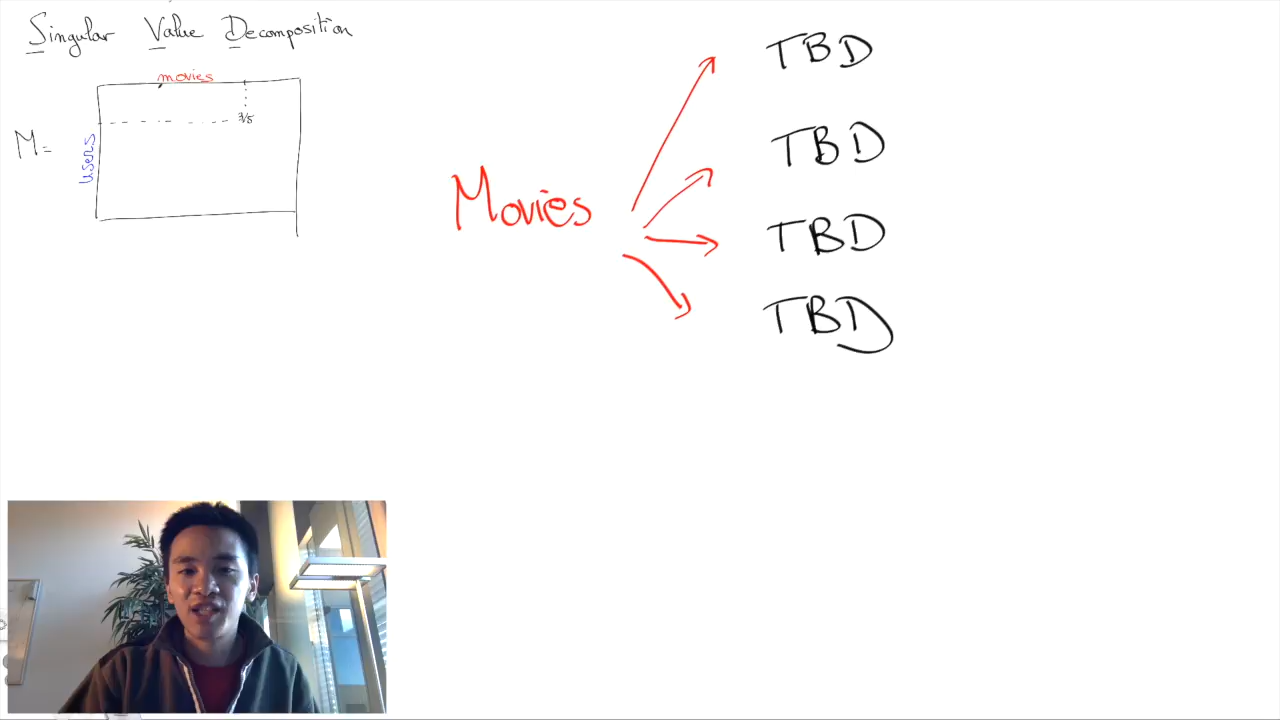 Singular Value Decomposition
movies
3/5
M=
users
Movies
TBD
TBD
TBD
TBD